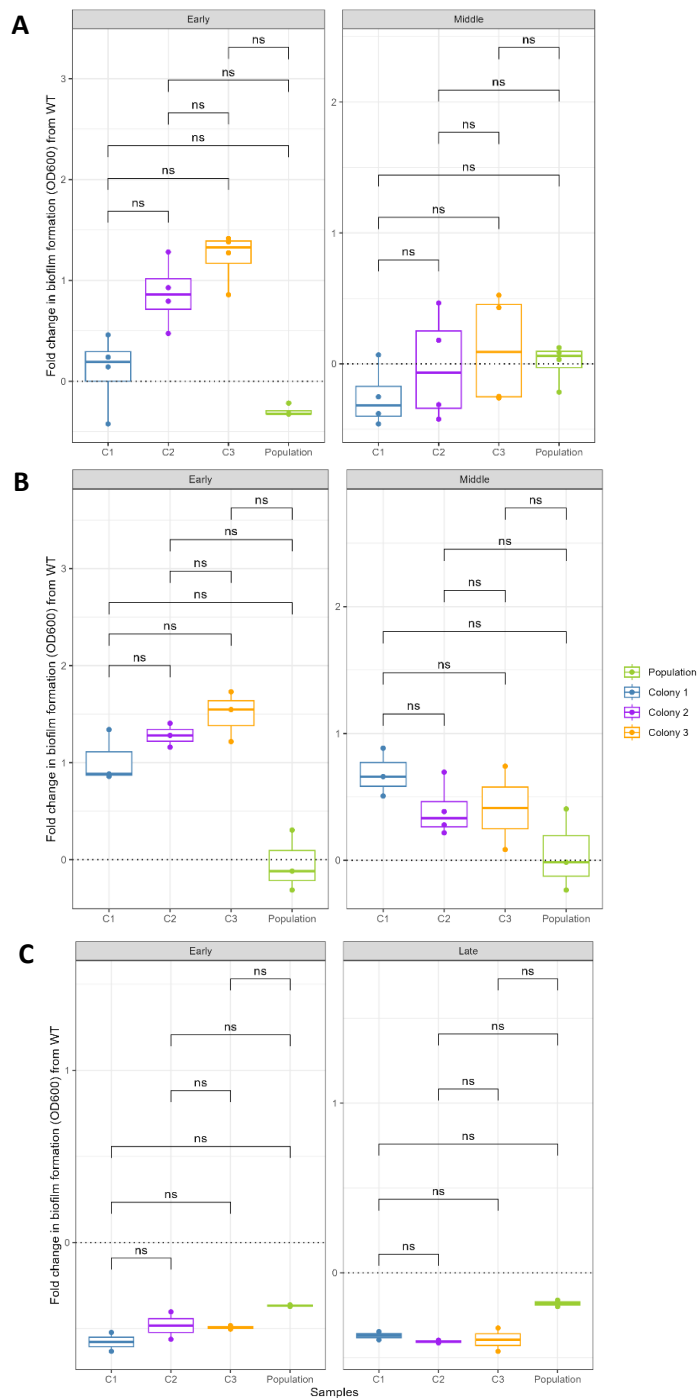 A
Early
Middle
Fold change in biofilm formation (OD600) from WT
3
2
1
0
ns
ns
ns
ns
ns
ns
2
1
0
ns
ns
ns
ns
ns
ns
C1
C2
C3
Population
C1
C2
C3
Population
B
Early
Middle
Fold change in biofilm formation (OD600) from WT
3
2
1
0
ns
ns
ns
ns
ns
ns
2
1
0
ns
ns
ns
ns
ns
ns
C1
C2
C3
Population
C1
C2
C3
Population
Population
Colony 1
Colony 2
Colony 3
C
Early
Late
Fold change in biofilm formation (OD600) from WT
1
0
ns
ns
ns
ns
ns
ns
1
0
ns
ns
ns
ns
ns
ns
C1
C2
C3
Population
C1
C2
C3
Population
Samples